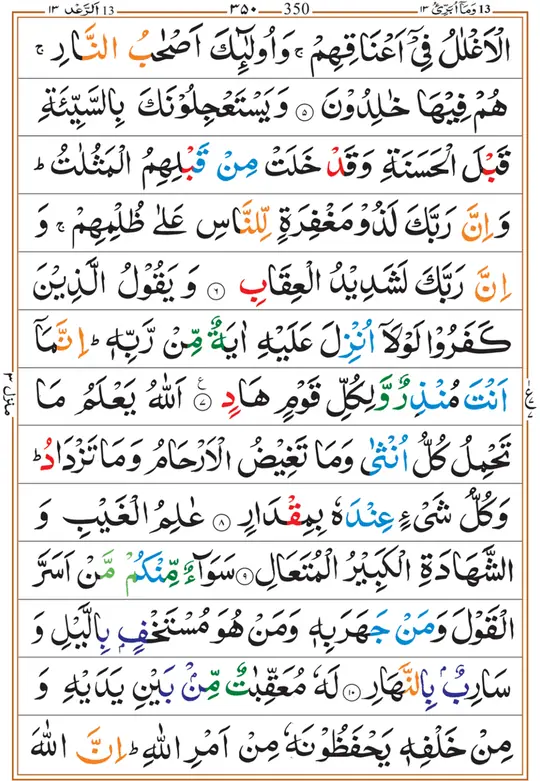 13 وَمَآ اُبَرِّئُ ١٣
350 ٣٥٠
13 اَلرَّعْد ١٣
الْاَغْلٰلُ فِیْۤ اَعْنَاقِهِمْ ۚ وَاُولٰٓئِكَ اَصْحٰبُ النَّارِ ۚ
هُمْ فِیْهَا خٰلِدُوْنَ ۝٥ وَیَسْتَعْجِلُوْنَكَ بِالسَّیِّئَةِ
قَبْلَ الْحَسَنَةِ وَقَدْ خَلَتْ مِنْ قَبْلِهِمُ الْمَثُلٰتُ ؕ
وَاِنَّ رَبَّكَ لَذُوْ مَغْفِرَةٍ لِّلنَّاسِ عَلٰی ظُلْمِهِمْ ۚ وَ
اِنَّ رَبَّكَ لَشَدِیْدُ الْعِقَابِ ۝٦ وَیَقُوْلُ الَّذِیْنَ
كَفَرُوْا لَوْلَاۤ اُنْزِلَ عَلَیْهِ اٰیَةٌ مِّنْ رَّبِّهٖ ؕ اِنَّمَاۤ
اَنْتَ مُنْذِرٌ وَّلِكُلِّ قَوْمٍ هَادٍ ۝٧ ع اَللّٰهُ یَعْلَمُ مَا
تَحْمِلُ كُلُّ اُنْثٰی وَمَا تَغِیْضُ الْاَرْحَامُ وَمَا تَزْدَادُ ؕ
وَكُلُّ شَیْءٍ عِنْدَهٗ بِمِقْدَارٍ ۝٨ عٰلِمُ الْغَیْبِ وَ
الشَّهَادَةِ الْكَبِیْرُ الْمُتَعَالِ ۝٩ سَوَآءٌ مِّنْكُمْ مَّنْ اَسَرَّ
الْقَوْلَ وَمَنْ جَهَرَ بِهٖ وَمَنْ هُوَ مُسْتَخْفٍۭ بِالَّیْلِ وَ
سَارِبٌۢ بِالنَّهَارِ ۝١٠ لَهٗ مُعَقِّبٰتٌ مِّنْۢ بَیْنِ یَدَیْهِ وَ
مِنْ خَلْفِهٖ یَحْفَظُوْنَهٗ مِنْ اَمْرِ اللّٰهِ ؕ اِنَّ اللّٰهَ
منزل ٣